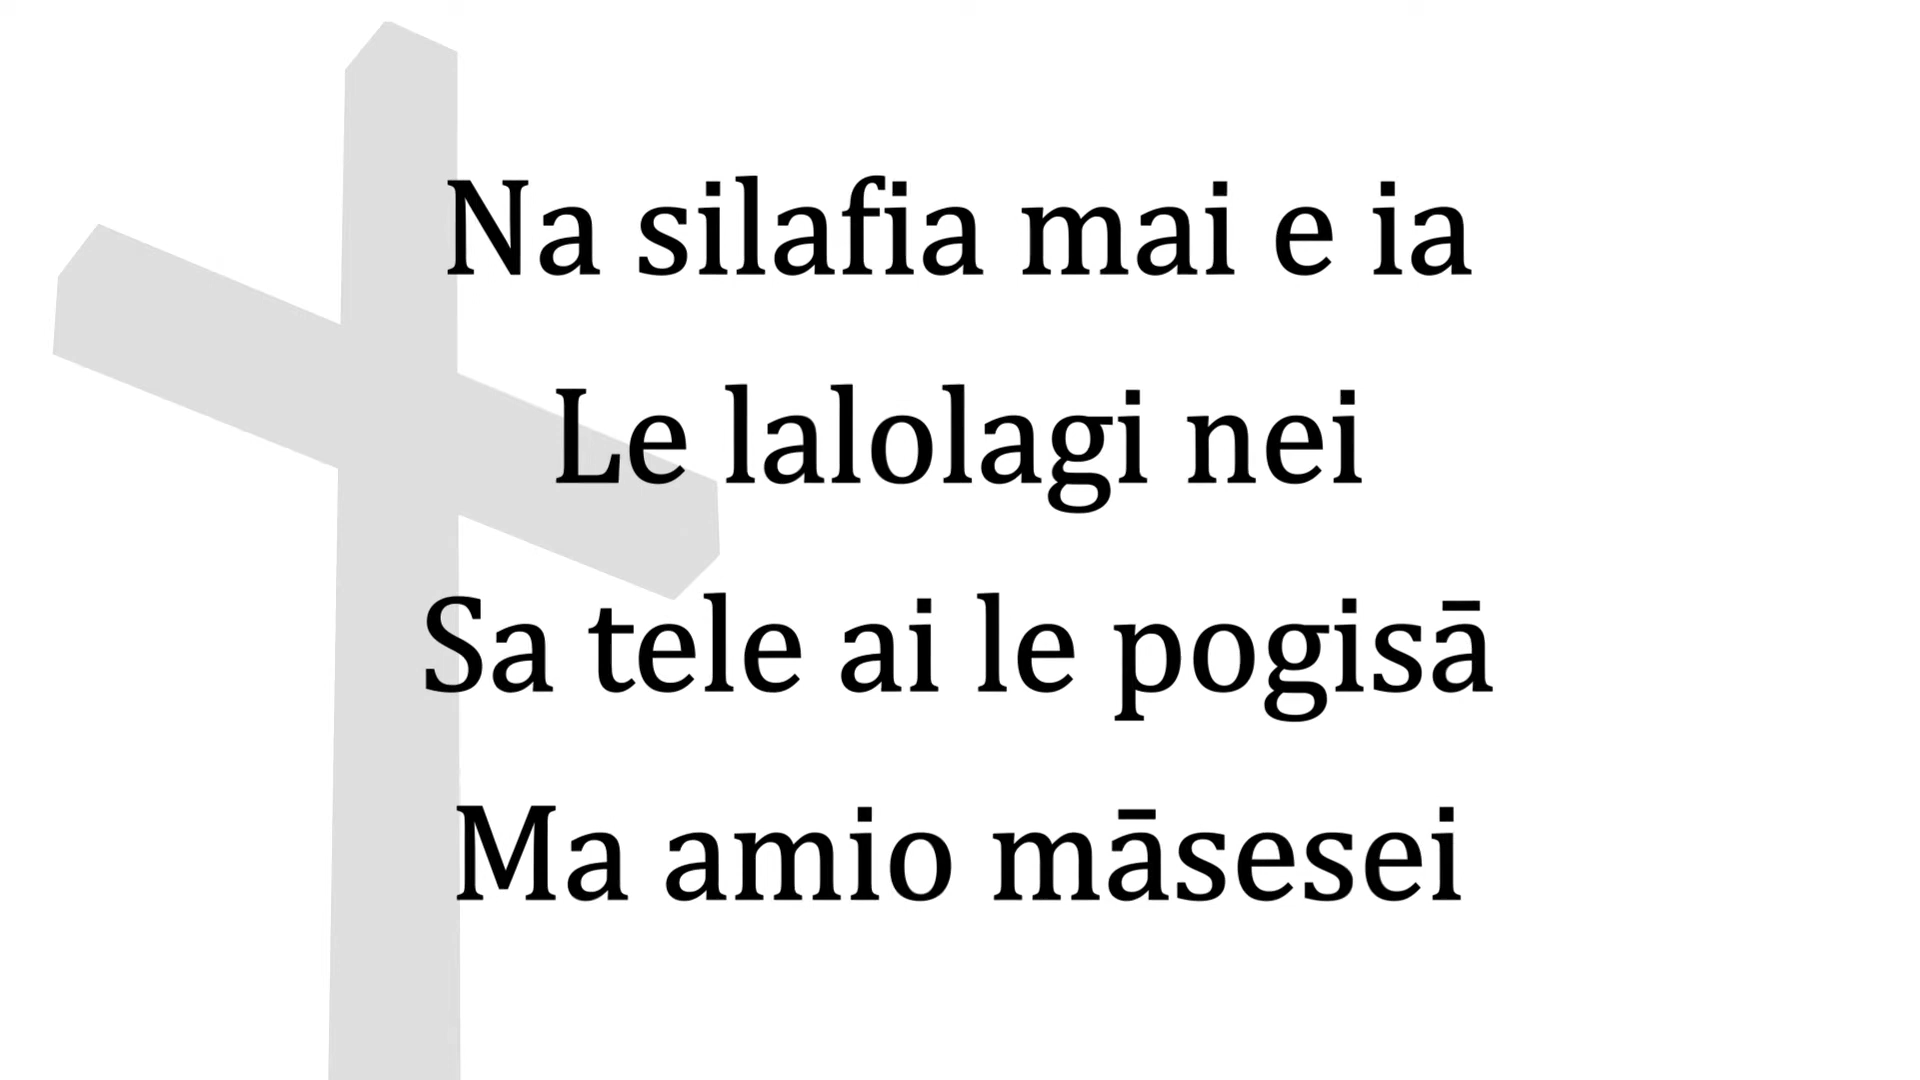 Na silafia mai e ia
Le lalolagi nei
Sa tele ai le pogisā
Ma amio māsesei